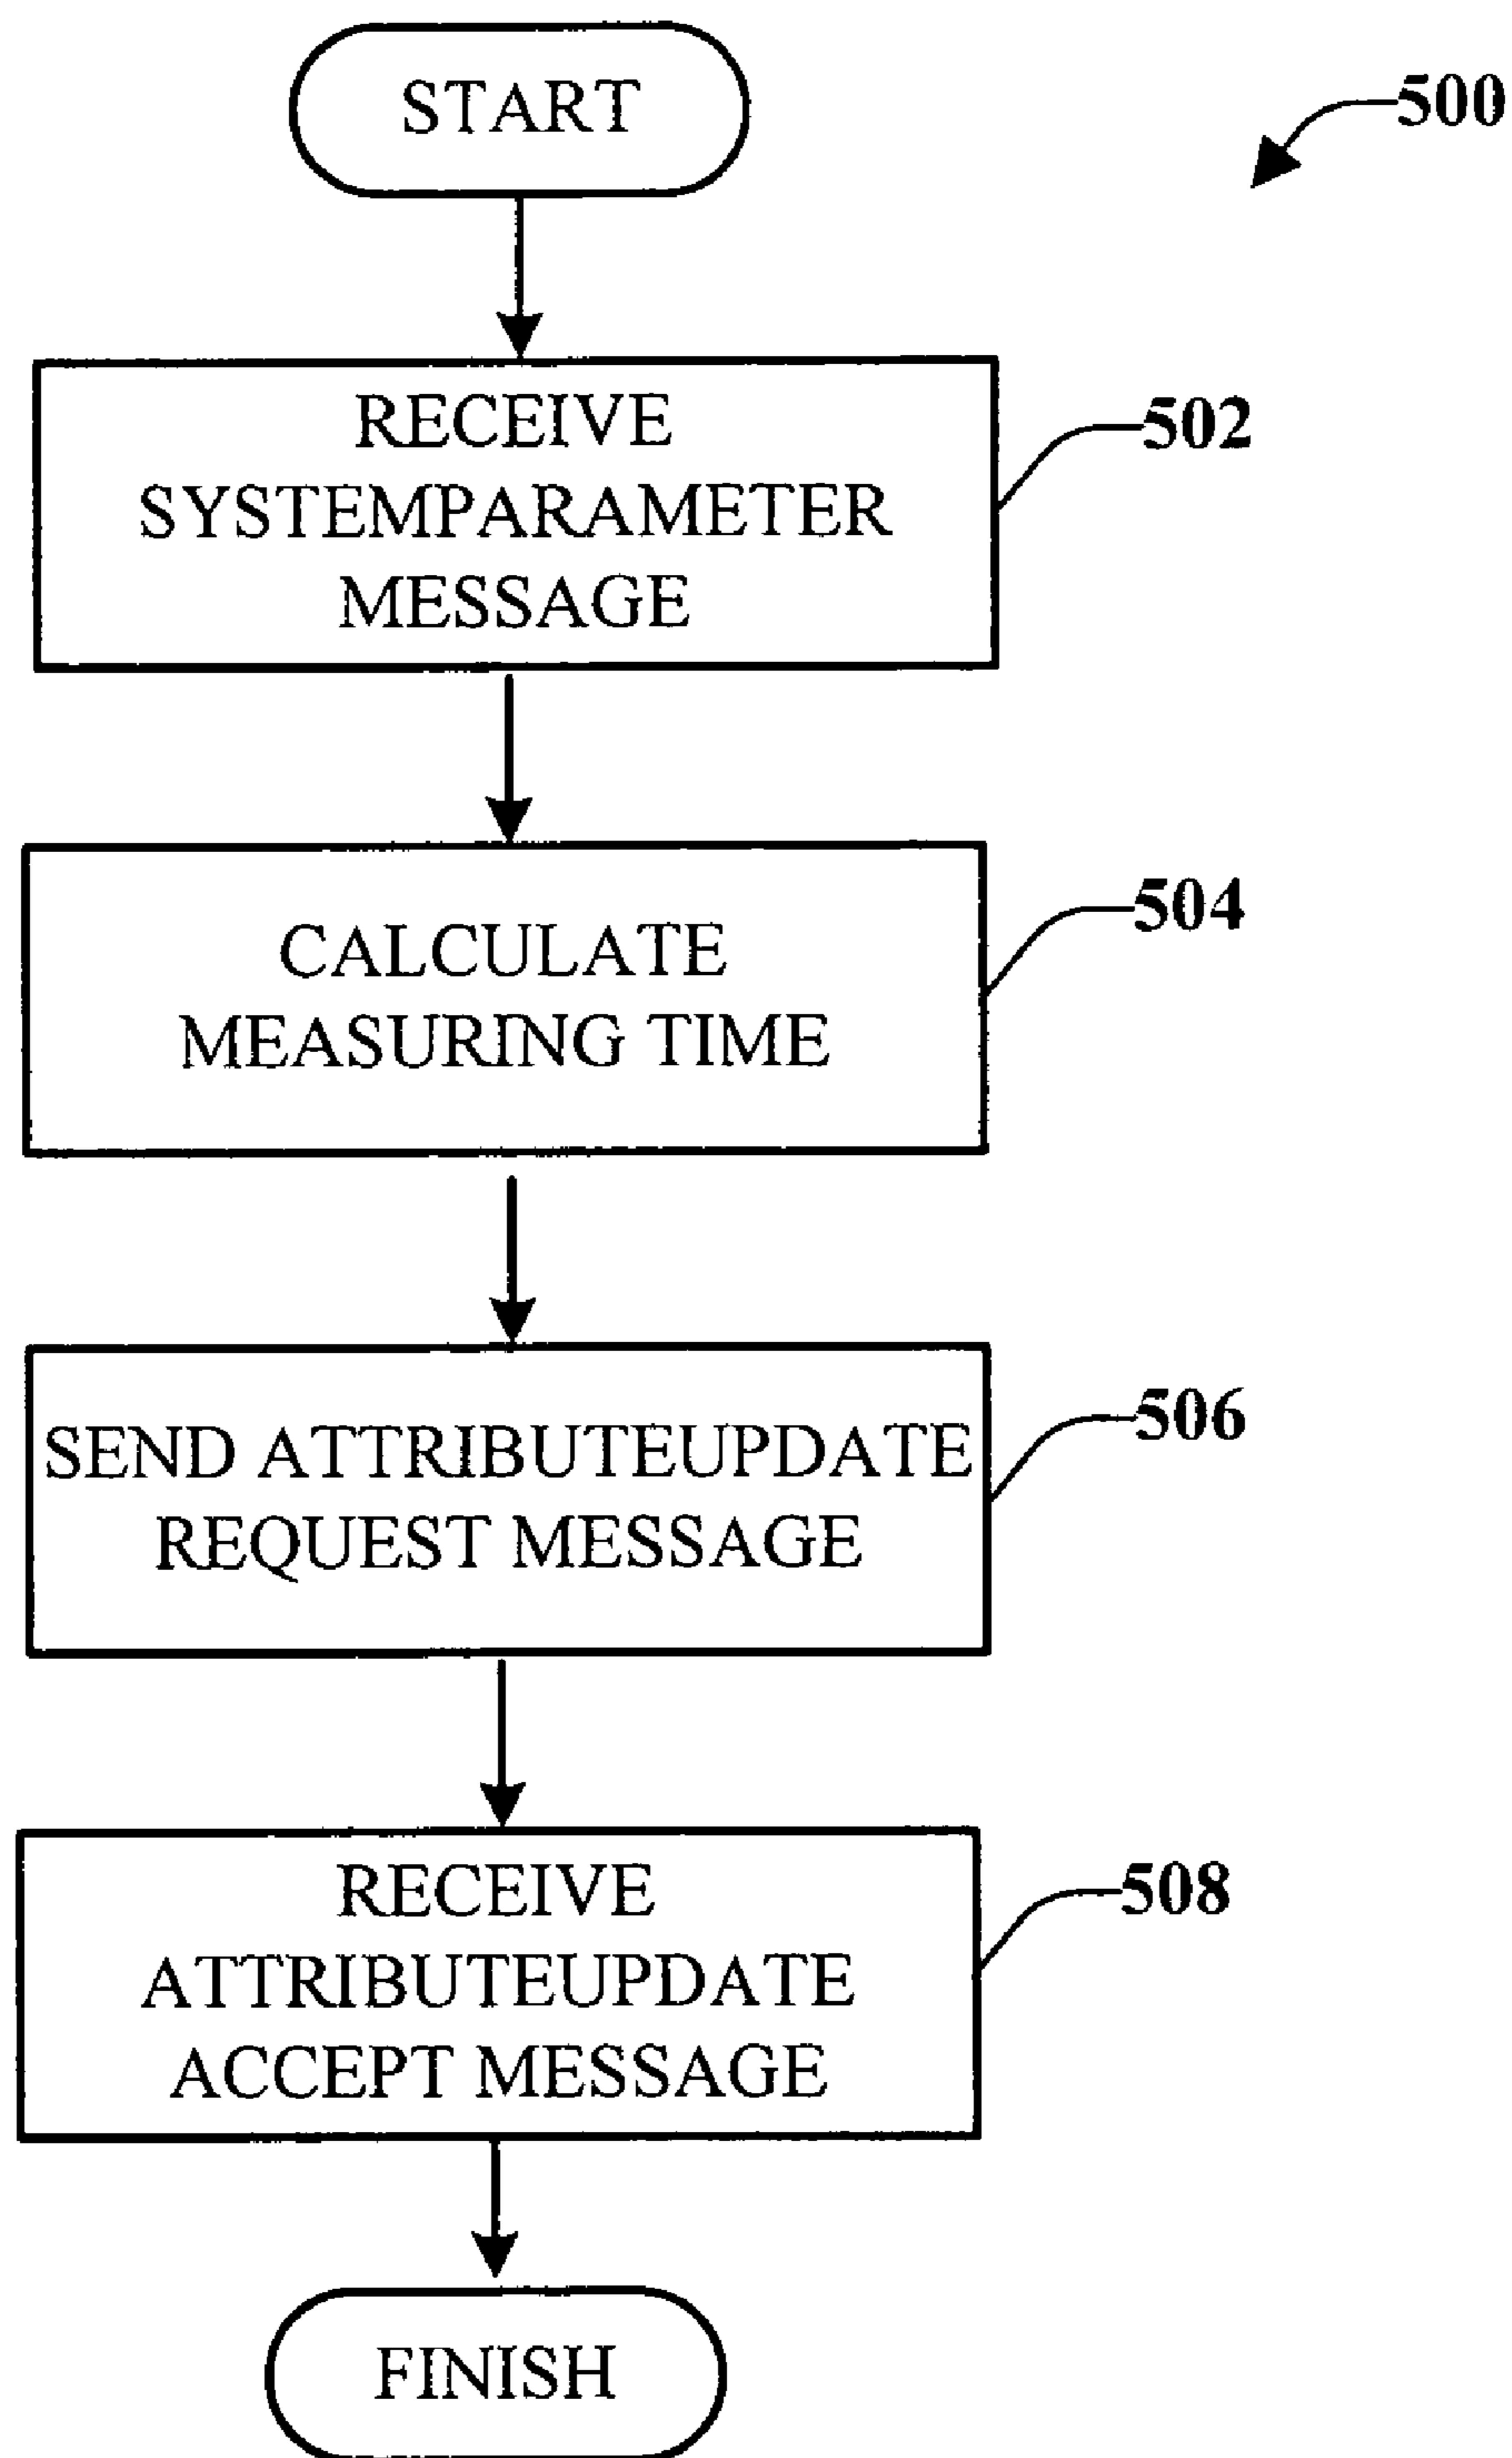 START
500
RECEIVE
SYSTEMPARAMETER
MESSAGE
502
CALCULATE
MEASURING TIME
504
SEND ATTRIBUTEUPDATE
REQUEST MESSAGE
506
RECEIVE
ATTRIBUTEUPDATE
ACCEPT MESSAGE
508
FINISH